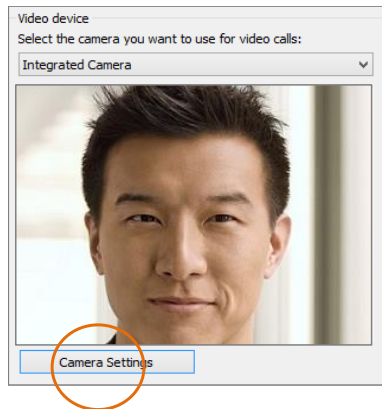 Video device
Select the camera you want to use for video calls:
Integrated Camera
Camera Settings